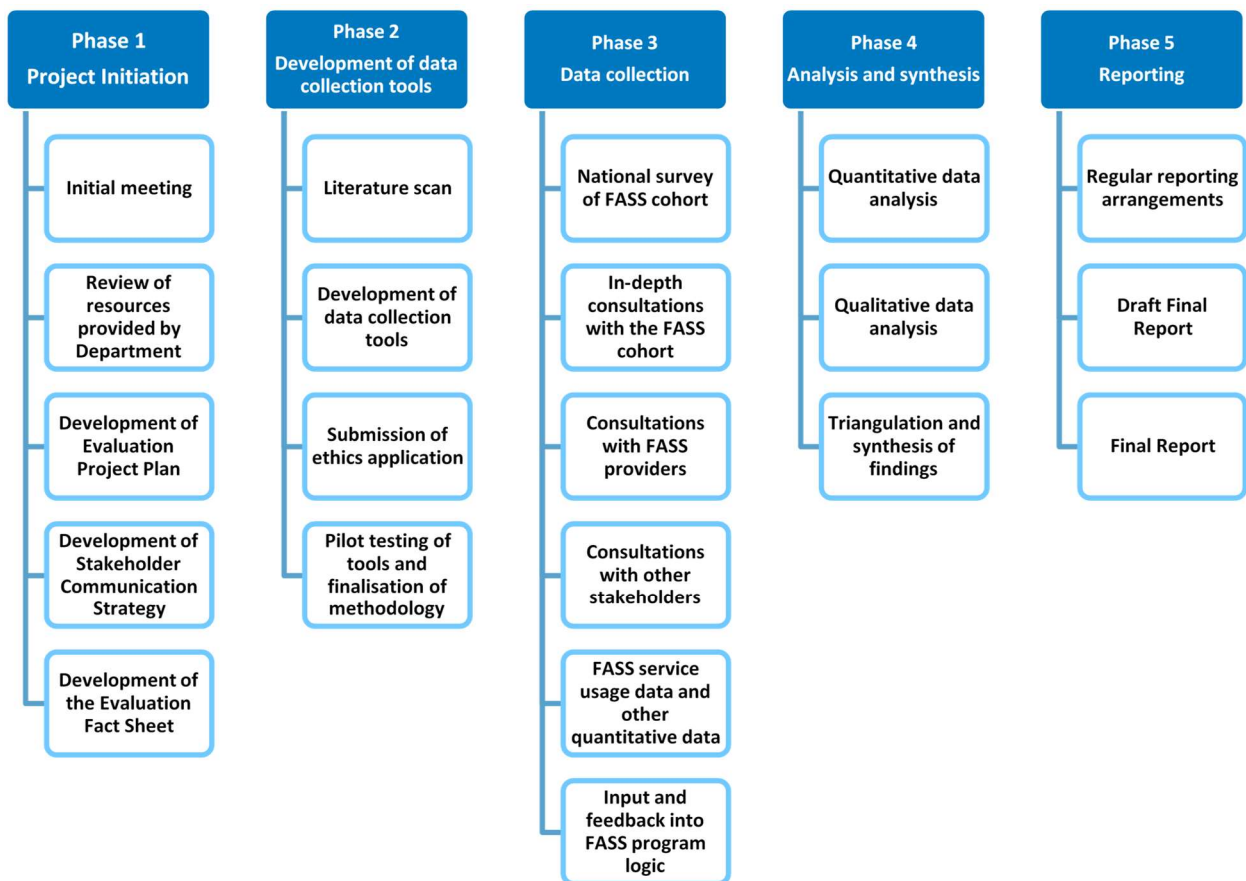 Phase 1
Project Initiation
Initial meeting
Review of
resources
provided by
Department
Development of
Evaluation
Project Plan
Development of
Stakeholder
Communication
Strategy
Development of
the Evaluation
Fact Sheet
Phase 2
Development of data
collection tools
Literature scan
Development of
data collection
tools
Submission of
ethics application
Pilot testing of
tools and
finalisation of
methodology
Phase 3
Data collection
National survey
of FASS cohort
In-depth
consultations
with the FASS
cohort
Consultations
with FASS
providers
Consultations
with other
stakeholders
FASS service
usage data and
other
quantitative data
Input and
feedback into
FASS program
logic
Phase 4
Analysis and synthesis
Quantitative data
analysis
Qualitative data
analysis
Triangulation and
synthesis of
findings
Phase 5
Reporting
Regular reporting
arrangements
Draft Final
Report
Final Report